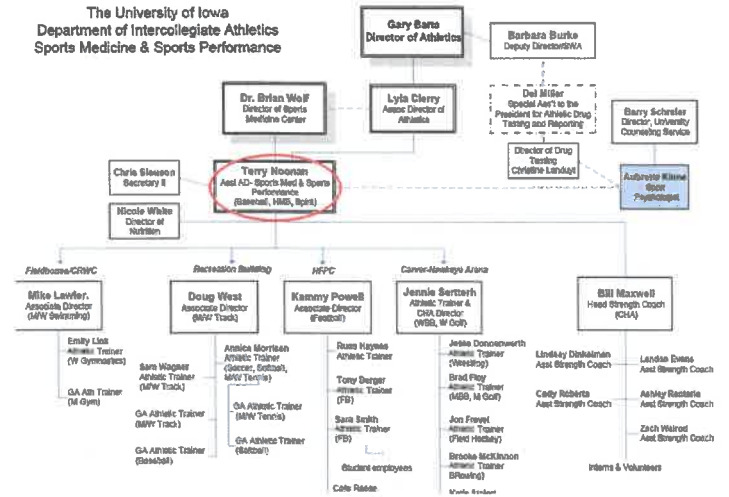 The University of Iowa
Department of Intercollegiate Athletics
Sports Medicine & Sports Performance
Gary Barta
Director of Athletics
Barbara Burke
Deputy Director/SWA
Dr. Brian Wolf
Director of Sports
Medicine Center
Lyla Clerry
Assoc Director of
Athletics
Del Miller
Special Ass't to the
President for Athletic Drug
Testing and Reporting
Barry Schreier
Director, University
Counseling Service
Director of Drug
Testing
Christine
Chris
Secretary II
Terry Noonan
Asst AD- Sports Med & Sports
Performance
(Baseball, HMB, Spirit)
Sport
Psychologist
Nicole
Director of
Nutrition
Fieldhouse/CRWC
Recreation Building
HFPC
Carver-Hawkeye Arena
Mike Lawler.
Associate Director
(M/W Swimming)
Doug West
Associate Director
(M/W Track)
Kammy Powell
Associate Director
(Football)
Jennie
Athletic Trainer &
CHA Director
(WBB, W Golf)
Bill Maxwell
Head Strength Coach
(CHA)
Emily
Athletic Trainer
(W Gymnastics)
GA Ath Trainer
(M Gym)
Sara Wagner
Athletic Trainer
(M/W Track)
GA Athletic Trainer
(M/W Track)
GA Athletic Trainer
(Baseball)
Annica Morrison
Athletic Trainer
(Soccer, Softball,
M/W Tennis)
GA Athletic Trainer
(M/W Tennis)
GA Athletic Trainer
(Softball)
Russ Haynes
Athletic Trainer
Tony
Athletic Trainer
(FB)
Sara Smith
Athletic Trainer
(FB)
Student employees
Jesse Donnenwerth
Athletic Trainer
(Wrestling)
Brad Floy
Athletic Trainer
(MBB, M Golf)
Jon Frevel
Athletic Trainer
(Field Hockey)
Brooke McKinnon
Athletic Trainer
Lindsay Dinkelman
Asst Strength Coach
Cody Roberts
Asst Strength Coach
Landon Evans
Asst Strength Coach
Ashley
Asst Strength Coach
Zach Walrod
Asst Strength Coach
Interns & Volunteers